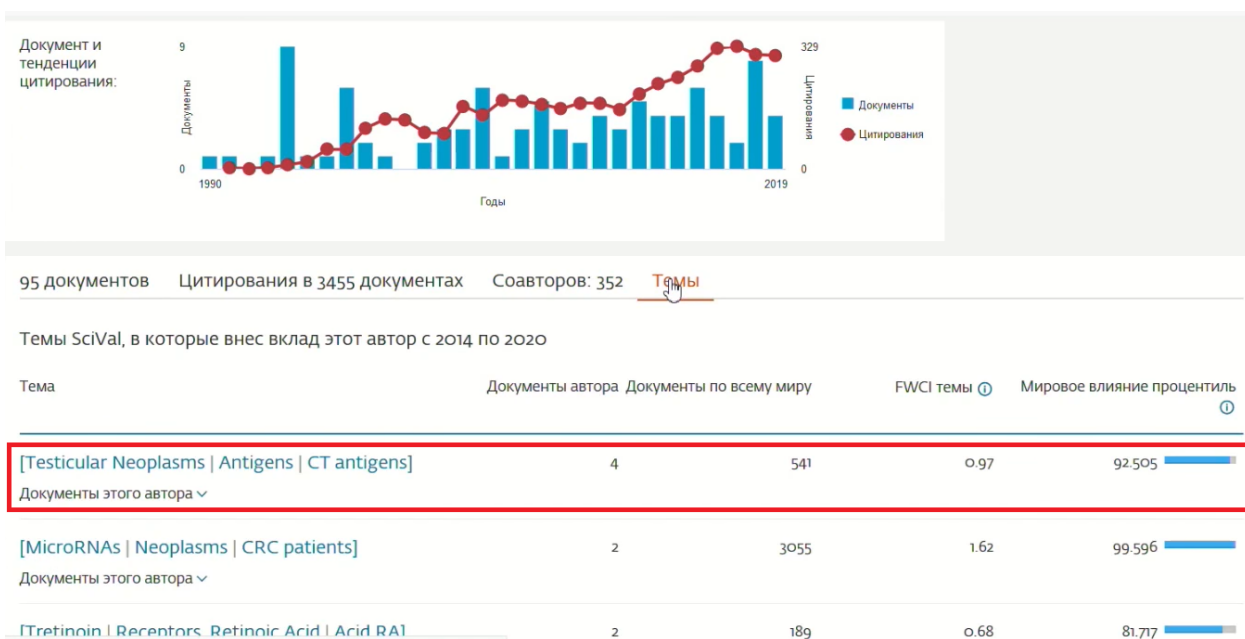 Документ и
тенденции
цитирования:
9
329
Документы
Цитирования
Документы
Цитирования
0
0
1990
2019
Годы
95 документов Цитирования в 3455 документах Соавторов: 352 Темы
Темы SciVal, в которые внес вклад этот автор с 2014 по 2020
Тема Документы автора Документы по всему миру FWCI темы Мировое влияние процентиль
[Testicular Neoplasms | Antigens | CT antigens] 4 541 0.97 92.505
Документы этого автора
[MicroRNAs | Neoplasms | CRC patients] 2 3055 1.62 99.596
Документы этого автора
[Tretinoin | Receptors, Retinoic Acid | Acid RA] 2 189 0.68 81.717